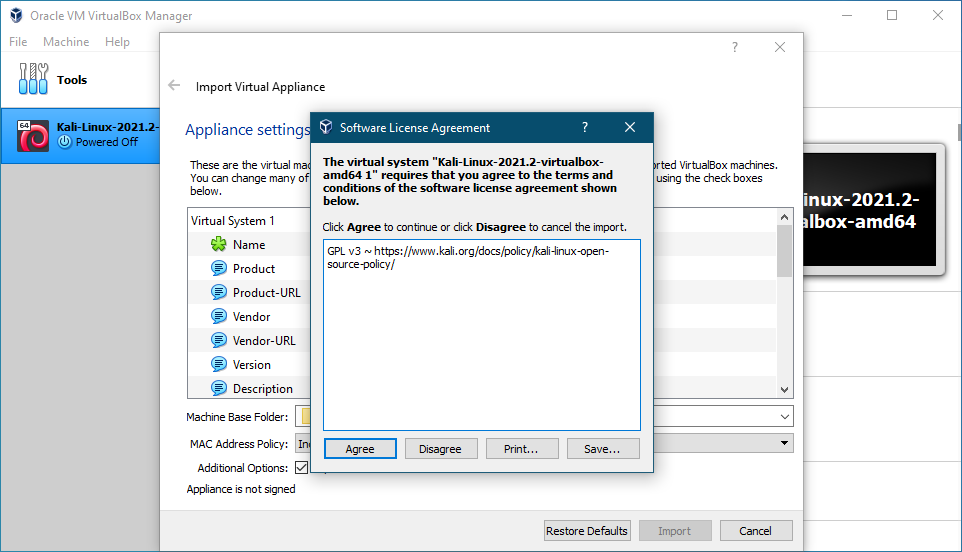 Oracle VM VirtualBox Manager
File Machine Help
Tools
64
Kali-Linux-2021.2-
Powered Off
?
Import Virtual Appliance
Appliance settings
These are the virtual mac
orted VirtualBox machines.
You can change many of
using the check boxes
below.
Virtual System 1
Name
Product
Product-URL
Vendor
Vendor-URL
Version
Description
Machine Base Folder:
MAC Address Policy:
Additional Options:
Appliance is not signed
Restore Defaults
Import
Cancel
Software License Agreement
?
The virtual system "Kali-Linux-2021.2-virtualbox-
amd64 1" requires that you agree to the terms and
conditions of the software license agreement shown
below.
Click Agree to continue or click Disagree to cancel the import.
GPL v3 ~ https://www.kali.org/docs/policy/kali-linux-open-
source-policy/
Agree
Disagree
Print...
Save...
inux-2021.2-
albox-amd64